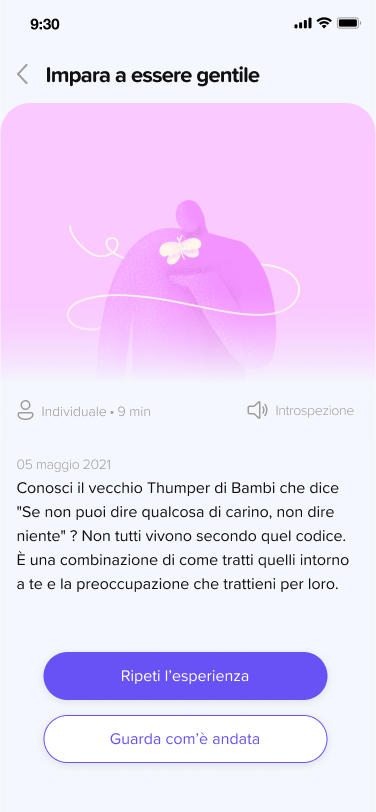 9:30
Impara a essere gentile
Individuale • 9 min
Introspezione
05 maggio 2021
Conosci il vecchio Thumper di Bambi che dice
"Se non puoi dire qualcosa di carino, non dire
niente" ? Non tutti vivono secondo quel codice.
È una combinazione di come tratti quelli intorno
a te e la preoccupazione che trattieni per loro.
Ripeti l’esperienza
Guarda com’è andata